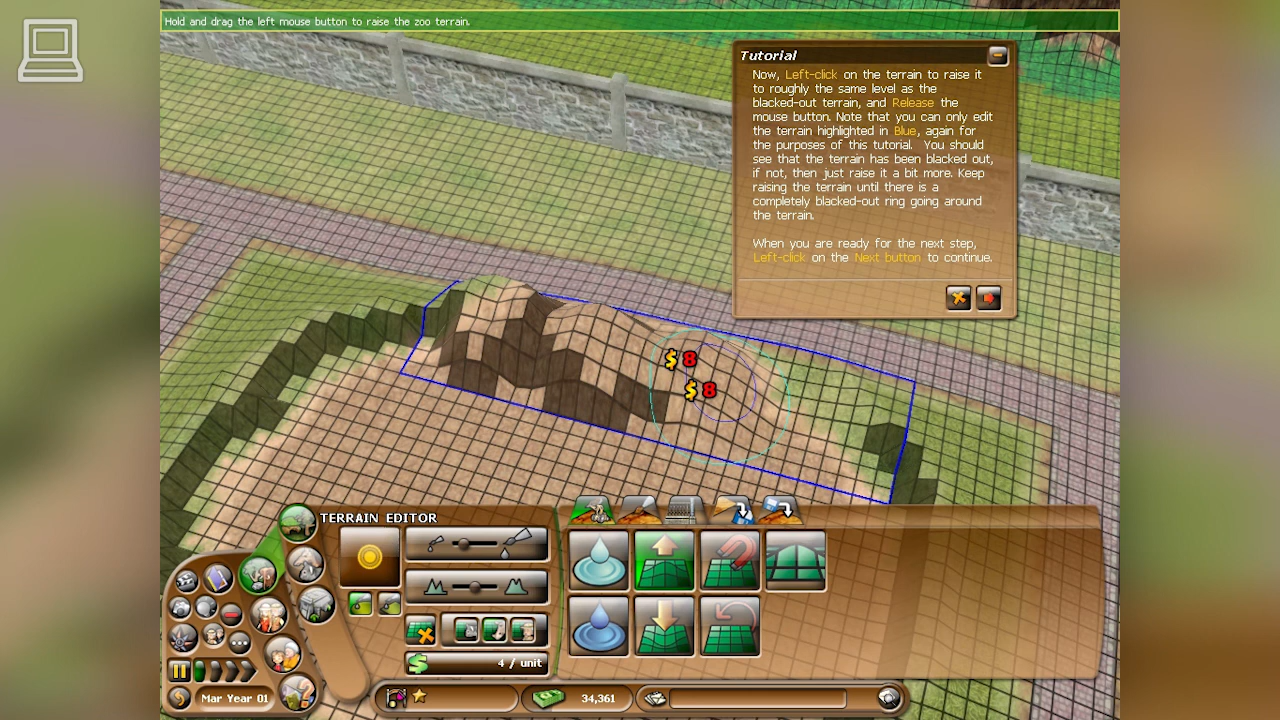 Hold and drag the left mouse button to raise the zoo terrain.
Tutorial
Now, Left-click on the terrain to raise it
to roughly the same level as the
blacked-out terrain, and Release the
mouse button. Note that you can only edit
the terrain highlighted in Blue, again for
the purposes of this tutorial. You should
see that the terrain has been blacked out,
if not, then just raise it a bit more. Keep
raising the terrain until there is a
completely blacked-out ring going around
the terrain.
When you are ready for the next step,
Left-click on the Next button to continue.
$ 8
$ 8
TERRAIN EDITOR
$ 4 / unit
Mar Year 01
34,361